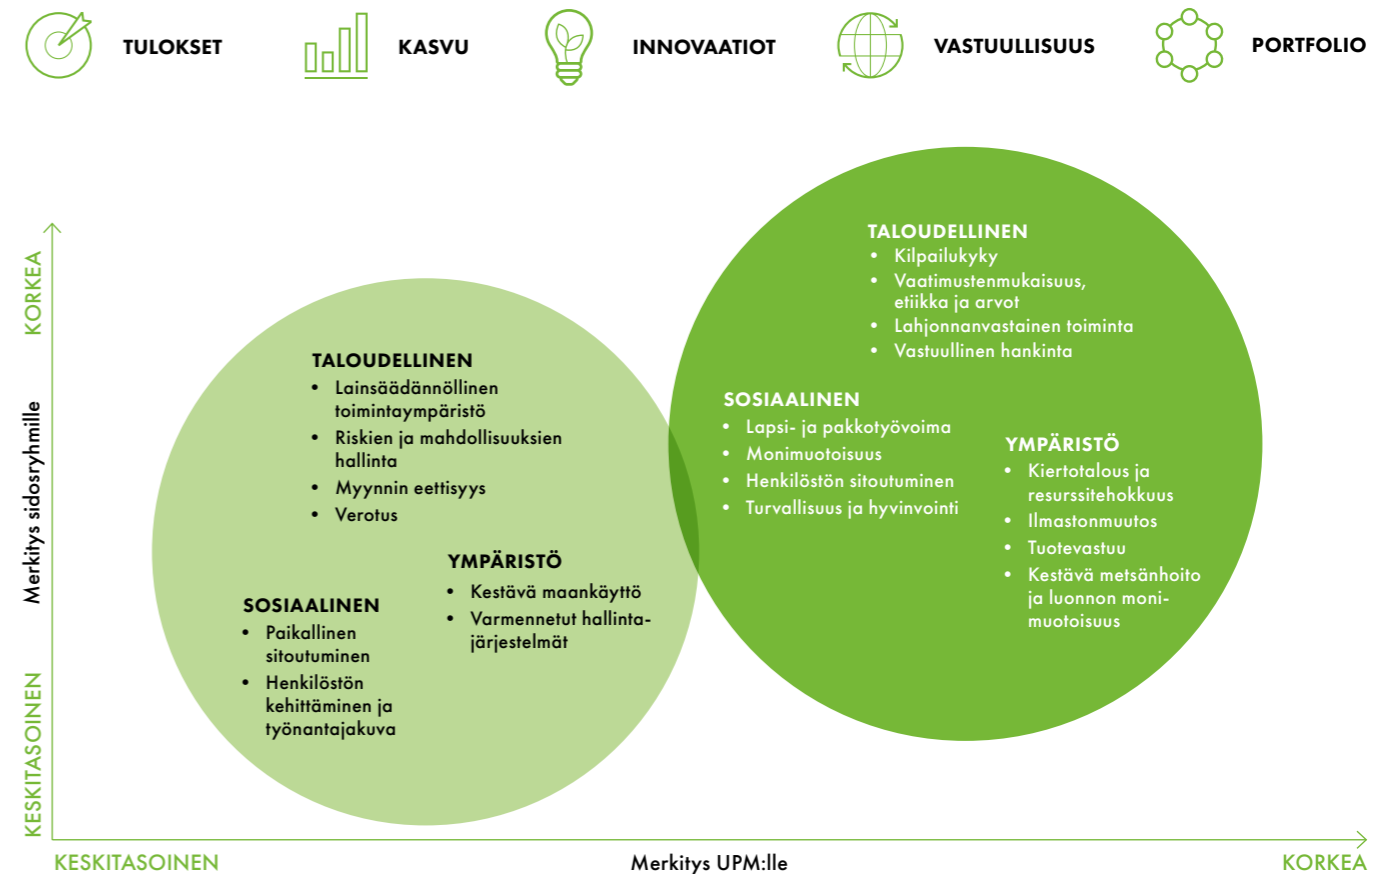 TULOKSET
KASVU
INNOVAATIOT
VASTUULLISUUS
PORTFOLIO
KORKEA
Merkitys sidosryhmille
KESKITASOINEN
TALOUDELLINEN
• Lainsäädännöllinen
toimintaympäristö
• Riskien ja mahdollisuuksien
hallinta
• Myynnin eettisyys
• Verotus
YMPÄRISTÖ
• Kestävä maankäyttö
• Varmennetut hallinta-
järjestelmät
SOSIAALINEN
• Paikallinen
sitoutuminen
• Henkilöstön
kehittäminen ja
työnantajakuva
TALOUDELLINEN
• Kilpailukyky
• Vaatimustenmukaisuus,
etiikka ja arvot
• Lahjonnanvastainen toiminta
• Vastuullinen hankinta
SOSIAALINEN
• Lapsi- ja pakkotyövoima
• Monimuotoisuus
• Henkilöstön sitoutuminen
• Turvallisuus ja hyvinvointi
YMPÄRISTÖ
• Kiertotalous ja
resurssitehokkuus
• Ilmastonmuutos
• Tuotevastuu
• Kestävä metsänhoito
ja luonnon moni-
muotoisuus
KESKITASOINEN
Merkitys UPM:lle
KORKEA